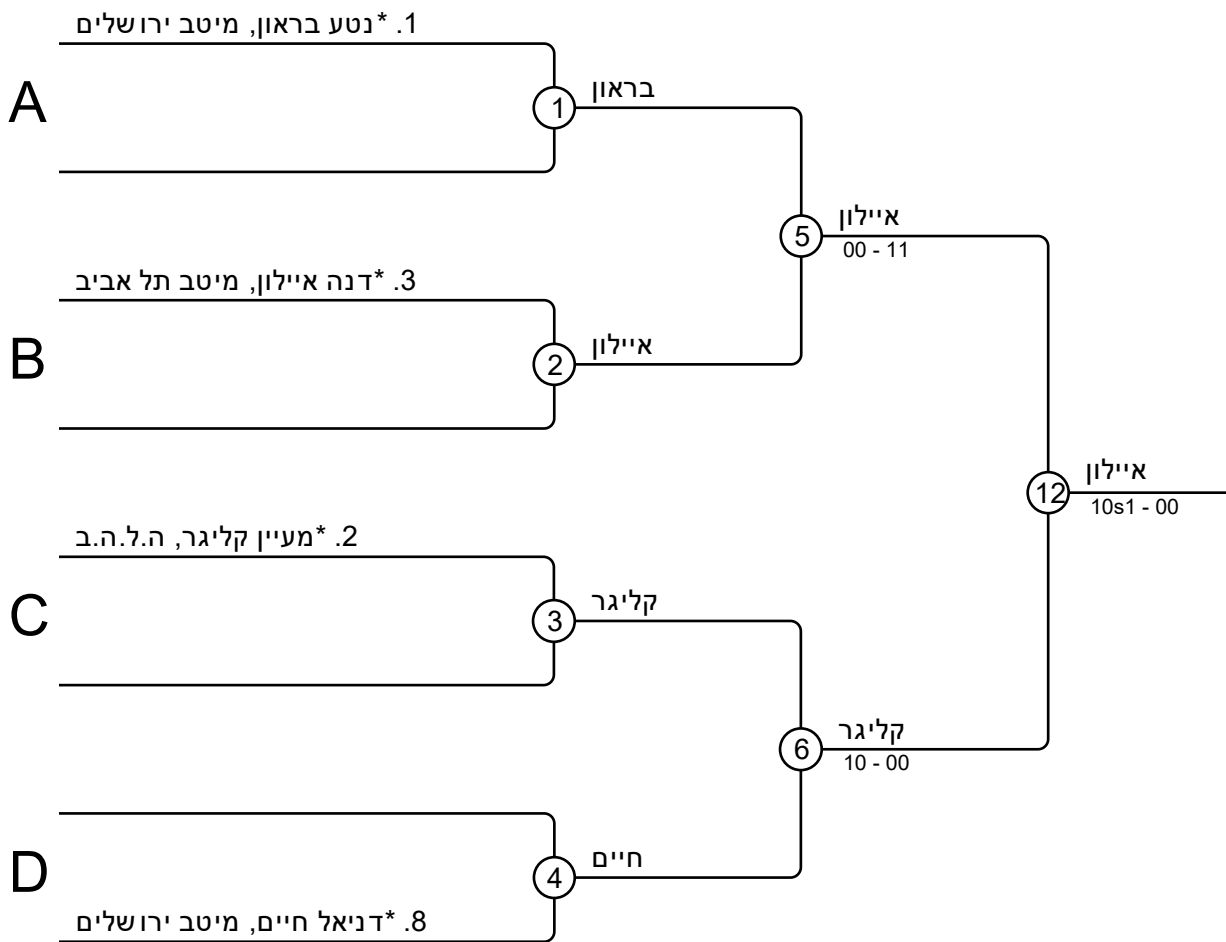 1. *נטע בראון, מיטב ירושלים
A
1
בראון
5
איילון
00 - 11
3. *דנה איילון, מיטב תל אביב
B
2
איילון
12
איילון
10s1 - 00
2. *מעיין קליגר, ה.ל.ה.ב
C
3
קליגר
6
קליגר
10 - 00
D
4
חיים
8. *דניאל חיים, מיטב ירושלים